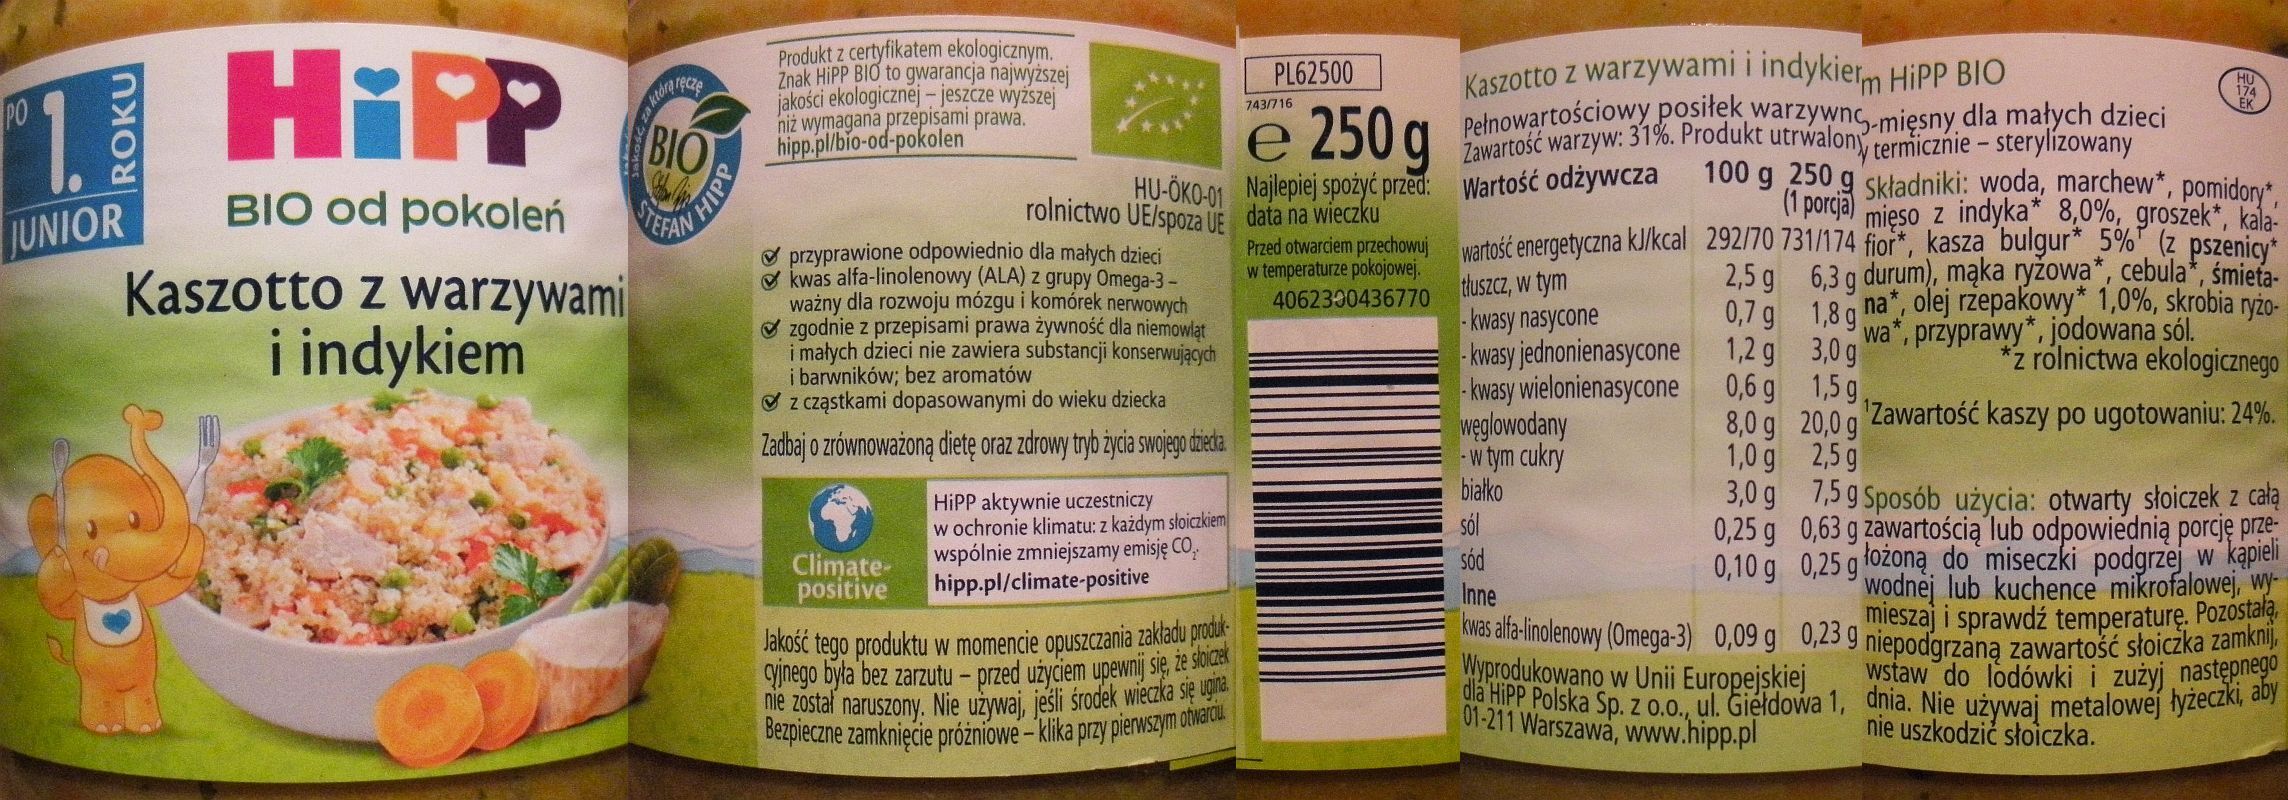 PO
1.
ROKU
JUNIOR
HiPP
BIO od pokoleń
Kaszotto z warzywami
i indykiem
jakość, za którą ręczę
BIO
STEFAN HIPP
Produkt z certyfikatem ekologicznym.
Znak HiPP BIO to gwarancja najwyższej
jakości ekologicznej – jeszcze wyższej
niż wymagana przepisami prawa.
hipp.pl/bio-od-pokolen
HU-ÖKO-01
rolnictwo UE/spoza UE
przyprawione odpowiednio dla małych dzieci
kwas alfa-linolenowy (ALA) z grupy Omega-3 –
ważny dla rozwoju mózgu i komórek nerwowych
zgodnie z przepisami prawa żywność dla niemowląt
i małych dzieci nie zawiera substancji konserwujących
i barwników; bez aromatów
z cząstkami dopasowanymi do wieku dziecka
Zadbaj o zrównoważoną dietę oraz zdrowy tryb życia swojego dziecka.
Climate-
positive
HiPP aktywnie uczestniczy
w ochronie klimatu: z każdym słoiczkiem
wspólnie zmniejszamy emisję CO₂.
hipp.pl/climate-positive
Jakość tego produktu w momencie opuszczania zakładu produk-
cyjnego była bez zarzutu – przed użyciem upewnij się, że słoiczek
nie został naruszony. Nie używaj, jeśli środek wieczka się ugina.
Bezpieczne zamknięcie próżniowe – klika przy pierwszym otwarciu.
PL62500
743/716
e 250 g
Najlepiej spożyć przed:
data na wieczku
Przed otwarciem przechowuj
w temperaturze pokojowej.
4062300436770
Kaszotto z warzywami i indykiem HiPP BIO
Pełnowartościowy posiłek warzywno-mięsny dla małych dzieci
Zawartość warzyw: 31%. Produkt utrwalony termicznie – sterylizowany
Wartość odżywcza 100 g 250 g
(1 porcja)
wartość energetyczna kJ/kcal 292/70 731/174
tłuszcz, w tym 2,5 g 6,3 g
- kwasy nasycone 0,7 g 1,8 g
- kwasy jednonienasycone 1,2 g 3,0 g
- kwasy wielonienasycone 0,6 g 1,5 g
węglowodany 8,0 g 20,0 g
- w tym cukry 1,0 g 2,5 g
białko 3,0 g 7,5 g
sól 0,25 g 0,63 g
sód 0,10 g 0,25 g
Inne
kwas alfa-linolenowy (Omega-3) 0,09 g 0,23 g
Wyprodukowano w Unii Europejskiej
dla HiPP Polska Sp. z o.o., ul. Giełdowa 1,
01-211 Warszawa, www.hipp.pl
HU
174
EK
Składniki: woda, marchew*, pomidory*,
mięso z indyka* 8,0%, groszek*, kala-
fior*, kasza bulgur* 5%¹ (z pszenicy*
durum), mąka ryżowa*, cebula*, śmieta-
na*, olej rzepakowy* 1,0%, skrobia ryżo-
wa*, przyprawy*, jodowana sól.
*z rolnictwa ekologicznego
¹Zawartość kaszy po ugotowaniu: 24%.
Sposób użycia: otwarty słoiczek z całą
zawartością lub odpowiednią porcję prze-
łożoną do miseczki podgrzej w kąpieli
wodnej lub kuchence mikrofalowej, wy-
mieszaj i sprawdź temperaturę. Pozostałą,
niepodgrzaną zawartość słoiczka zamknij,
wstaw do lodówki i zużyj następnego
dnia. Nie używaj metalowej łyżeczki, aby
nie uszkodzić słoiczka.